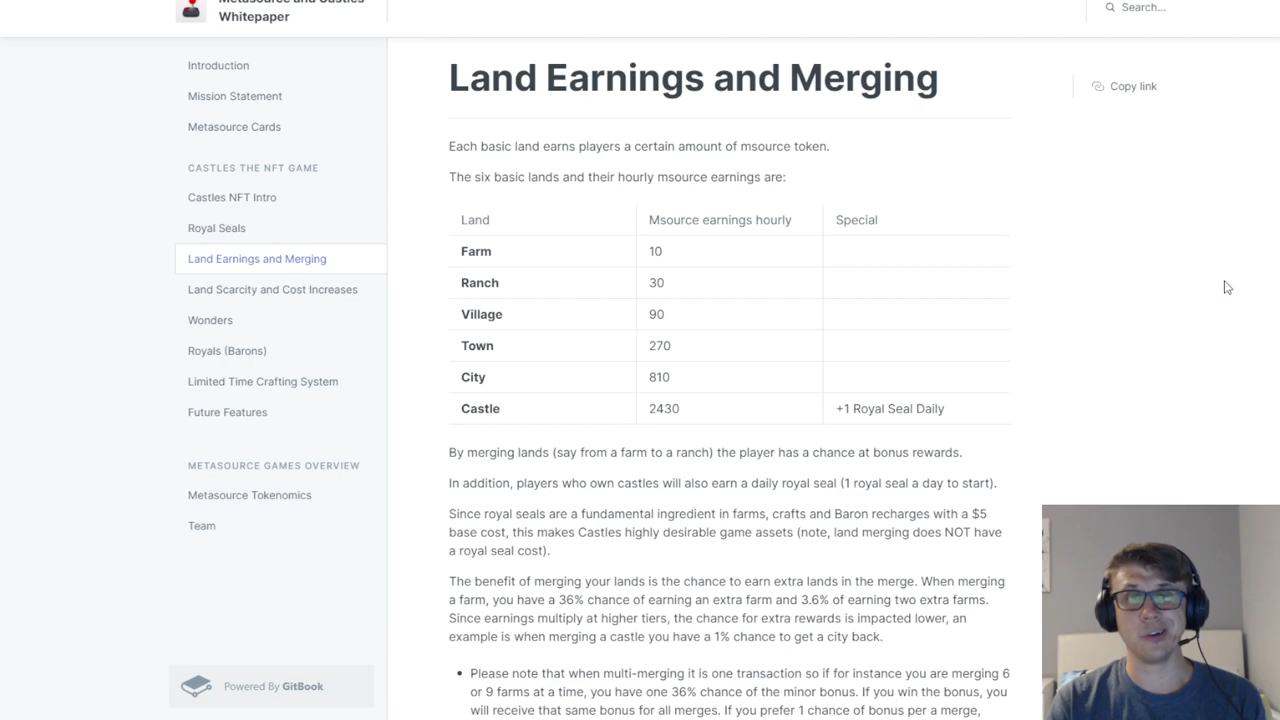 Metasource and Castles
Whitepaper
Search...
Introduction
Mission Statement
Metasource Cards
CASTLES THE NFT GAME
Castles NFT Intro
Royal Seals
Land Earnings and Merging
Land Scarcity and Cost Increases
Wonders
Royals (Barons)
Limited Time Crafting System
Future Features
METASOURCE GAMES OVERVIEW
Metasource Tokenomics
Team
Powered By GitBook
Land Earnings and Merging
Copy link
Each basic land earns players a certain amount of msource token.
The six basic lands and their hourly msource earnings are:
Land Msource earnings hourly Special
Farm 10
Ranch 30
Village 90
Town 270
City 810
Castle 2430 +1 Royal Seal Daily
By merging lands (say from a farm to a ranch) the player has a chance at bonus rewards.
In addition, players who own castles will also earn a daily royal seal (1 royal seal a day to start).
Since royal seals are a fundamental ingredient in farms, crafts and Baron recharges with a $5
base cost, this makes Castles highly desirable game assets (note, land merging does NOT have
a royal seal cost).
The benefit of merging your lands is the chance to earn extra lands in the merge. When merging
a farm, you have a 36% chance of earning an extra farm and 3.6% of earning two extra farms.
Since earnings multiply at higher tiers, the chance for extra rewards is impacted lower, an
example is when merging a castle you have a 1% chance to get a city back.
• Please note that when multi-merging it is one transaction so if for instance you are merging 6
or 9 farms at a time, you have one 36% chance of the minor bonus. If you win the bonus, you
will receive that same bonus for all merges. If you prefer 1 chance of bonus per a merge,